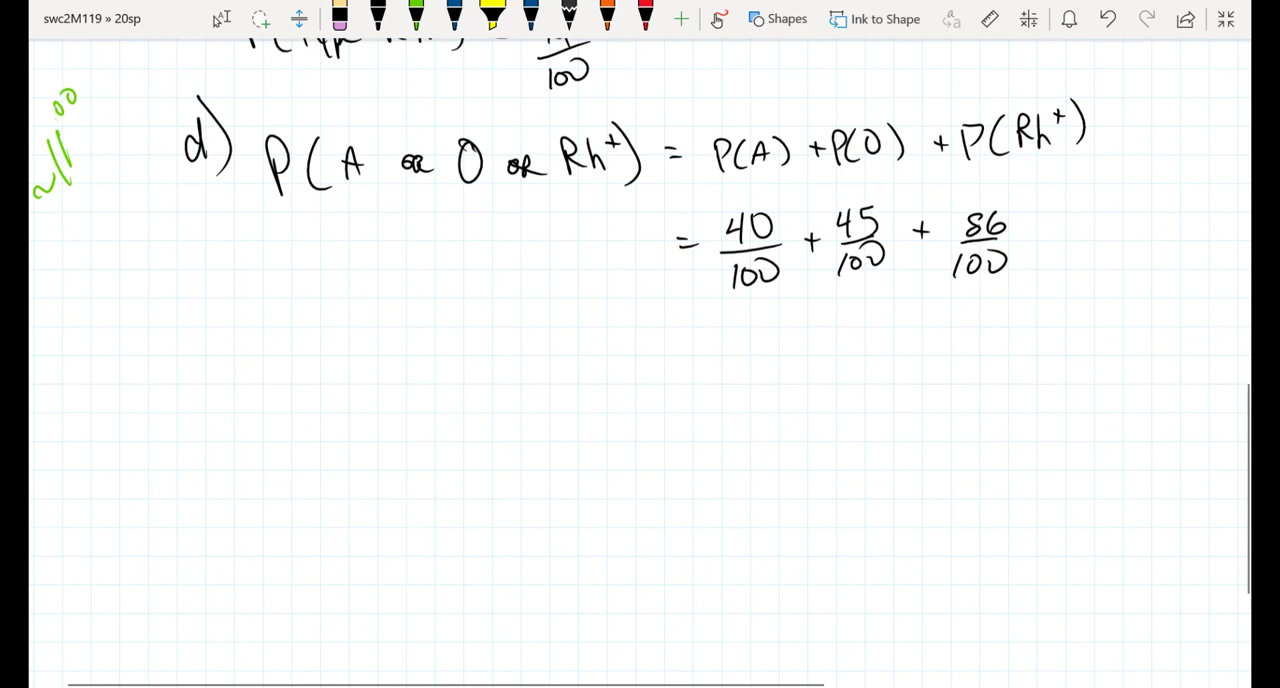 swc2M119 » 20sp
Shapes
Ink to Shape
100
d) P(A OR O OR Rh⁺) = P(A) + P(O) + P(Rh⁺)
= 40/100 + 45/100 + 86/100